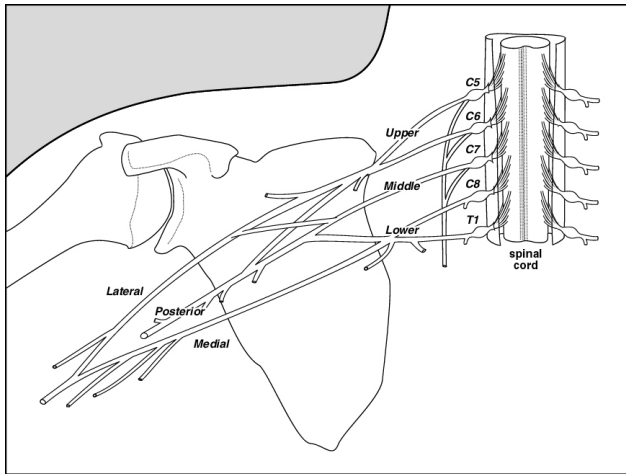 C5
C6
Upper
C7
Middle
C8
Lower
T1
spinal
cord
Lateral
Posterior
Medial